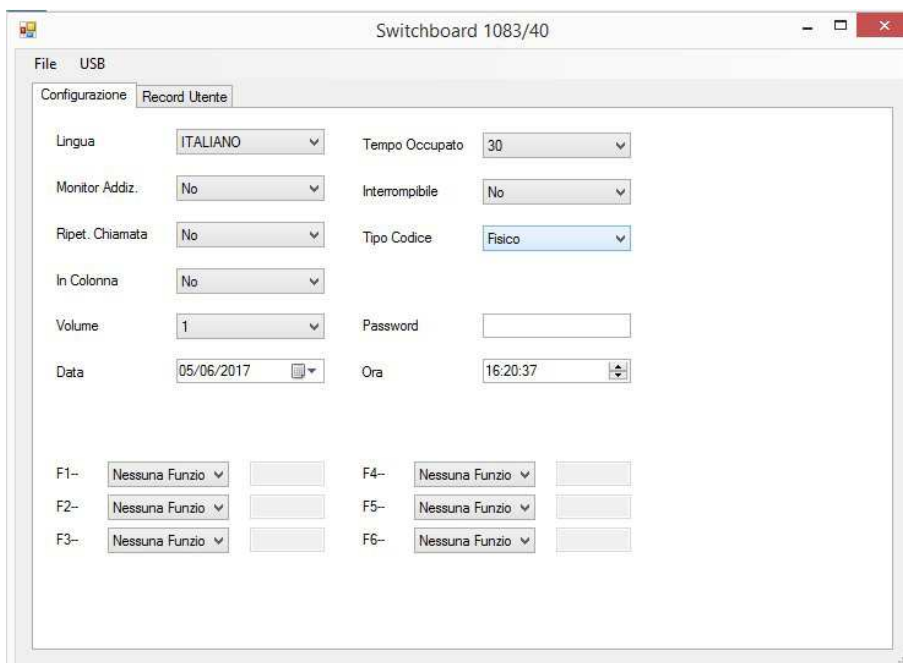 Switchboard 1083/40
File USB
Configurazione Record Utente
Lingua ITALIANO Tempo Occupato 30
Monitor Addiz. No Interrompibile No
Ripet. Chiamata No Tipo Codice Fisico
In Colonna No
Volume 1 Password
Data 05/06/2017 Ora 16:20:37
F1-- Nessuna Funzio F4-- Nessuna Funzio
F2-- Nessuna Funzio F5-- Nessuna Funzio
F3-- Nessuna Funzio F6-- Nessuna Funzio